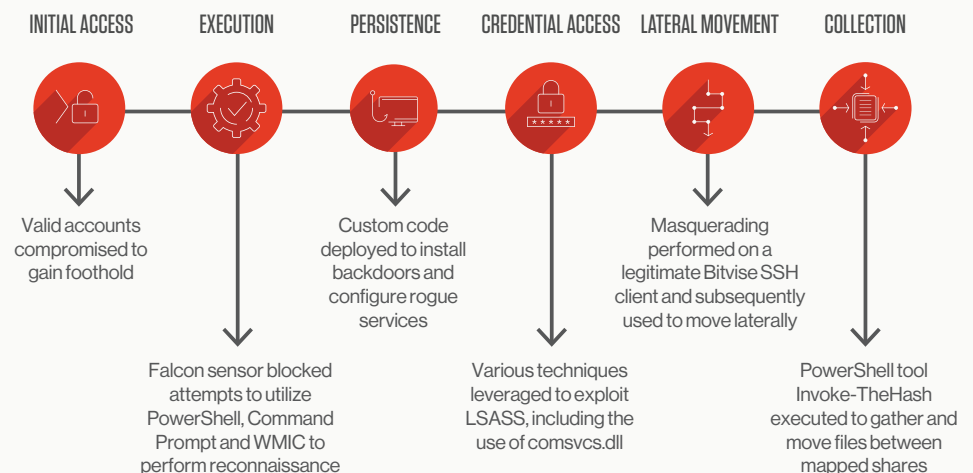 INITIAL ACCESS
EXECUTION
PERSISTENCE
CREDENTIAL ACCESS
LATERAL MOVEMENT
COLLECTION
*****
Valid accounts
compromised to
gain foothold
Falcon sensor blocked
attempts to utilize
PowerShell, Command
Prompt and WMIC to
perform reconnaissance
Custom code
deployed to install
backdoors and
configure rogue
services
Various techniques
leveraged to exploit
LSASS, including the
use of comsvcs.dll
Masquerading
performed on a
legitimate Bitvise SSH
client and subsequently
used to move laterally
PowerShell tool
Invoke-TheHash
executed to gather and
move files between
mapped shares